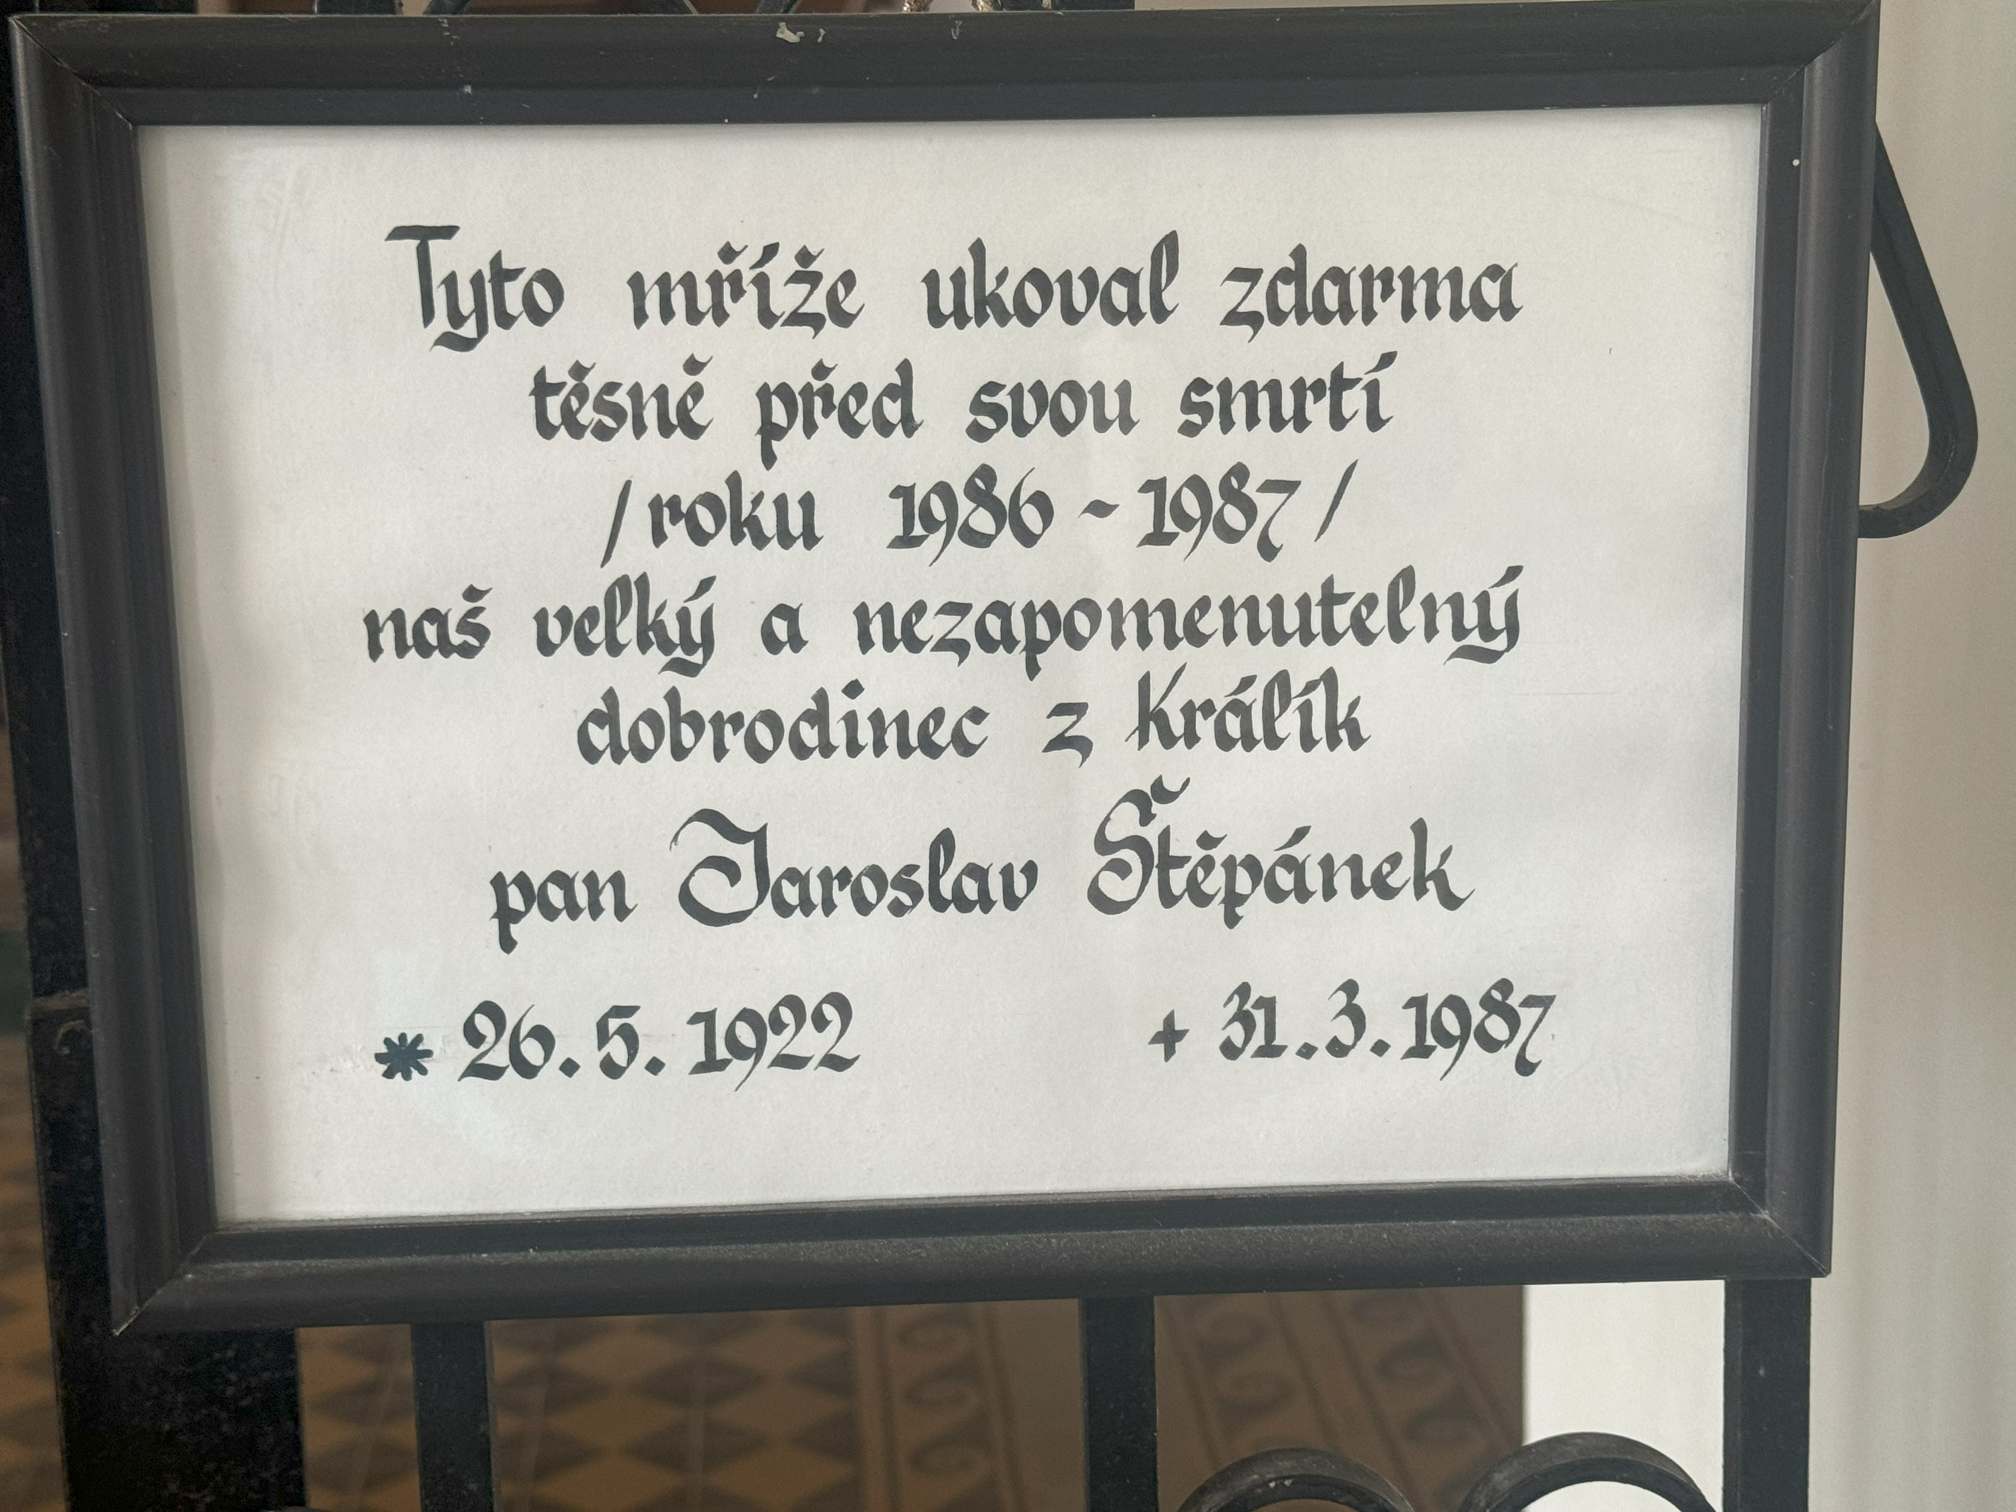 Tyto mříže ukoval zdarma
těsně před svou smrtí
/roku 1986 - 1987/
naš velký a nezapomenutelný
dobrodinec z Králík
pan Jaroslav Štěpánek
* 26.5.1922 + 31.3.1987